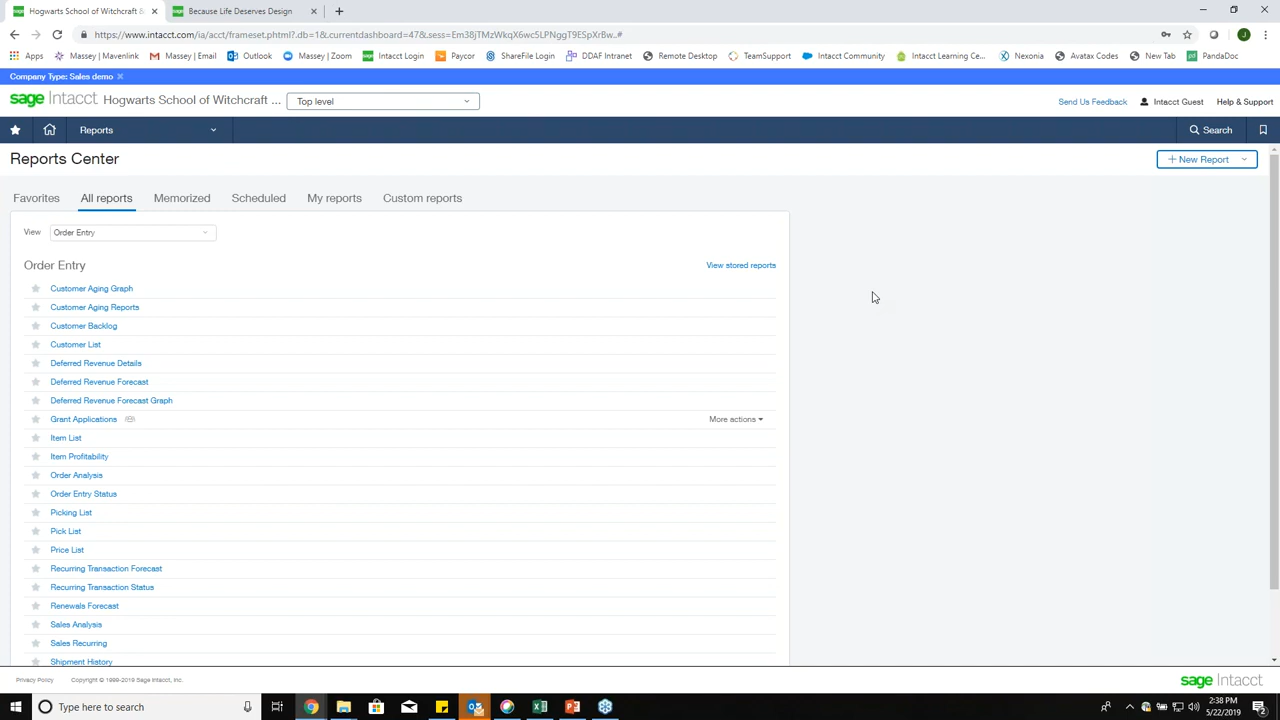 Hogwarts School of Witchcraft &
Because Life Deserves Design
https://www.intacct.com/ia/acct/frameset.phtml?.db=1&.currentdashboard=47&.sess=Em38jTMzWkqX6wc5LPNggT9ESpXrBw..#
Apps
Massey | Mavenlink
Massey | Email
Outlook
Massey | Zoom
Intacct Login
Paycor
ShareFile Login
DDAF Intranet
Remote Desktop
TeamSupport
Intacct Community
Intacct Learning Ce...
Nexonia
Avatax Codes
New Tab
PandaDoc
Company Type: Sales demo
sage Intacct
Hogwarts School of Witchcraft ...
Top level
Send Us Feedback
Intacct Guest
Help & Support
Reports
Search
Reports Center
+ New Report
Favorites
All reports
Memorized
Scheduled
My reports
Custom reports
View
Order Entry
Order Entry
View stored reports
Customer Aging Graph
Customer Aging Reports
Customer Backlog
Customer List
Deferred Revenue Details
Deferred Revenue Forecast
Deferred Revenue Forecast Graph
Grant Applications
More actions
Item List
Item Profitability
Order Analysis
Order Entry Status
Picking List
Pick List
Price List
Recurring Transaction Forecast
Recurring Transaction Status
Renewals Forecast
Sales Analysis
Sales Recurring
Shipment History
Privacy Policy
Copyright © 1999-2019 Sage Intacct, Inc.
sage Intacct
Type here to search
2:38 PM
5/22/2019
2